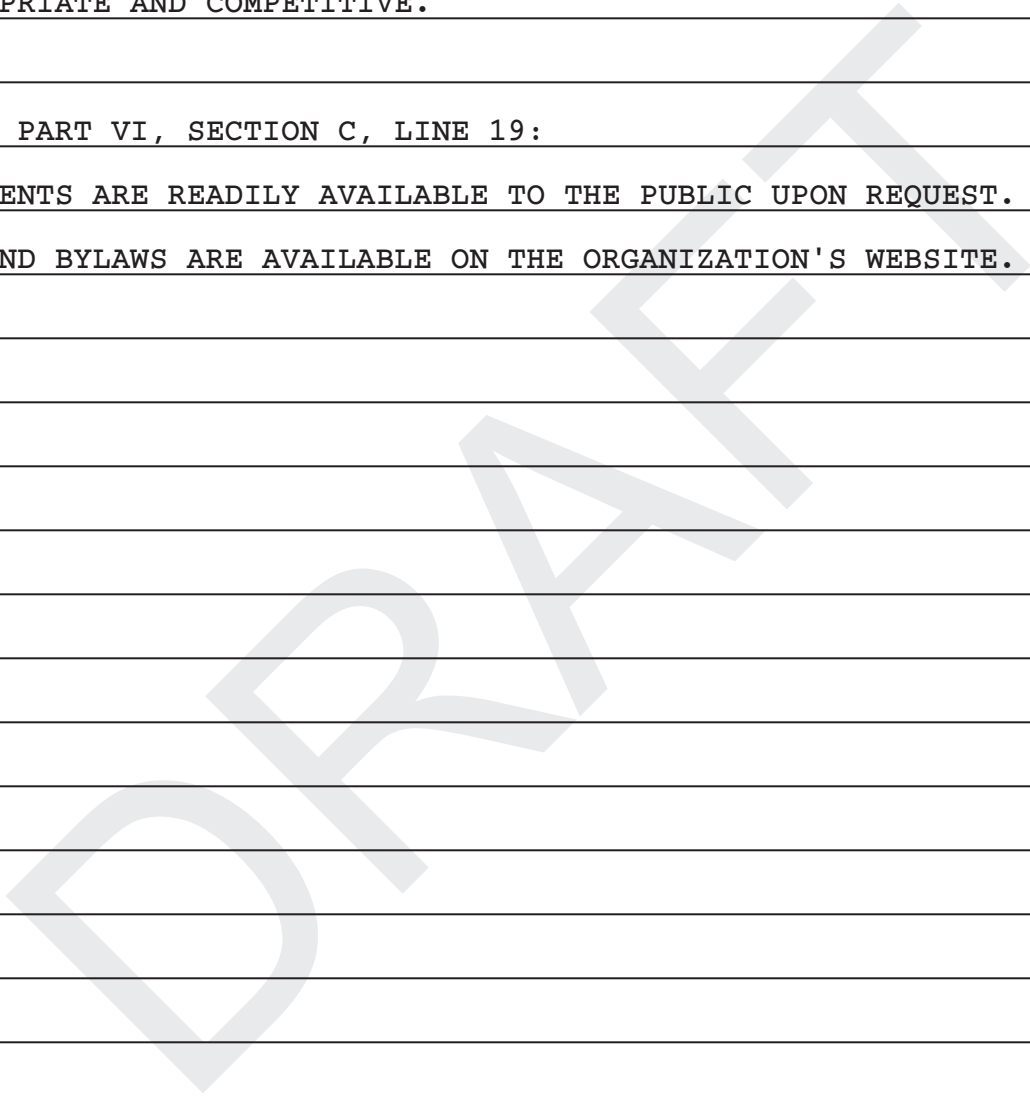 PRIATE AND COMPETITIVE.
PART VI, SECTION C, LINE 19:
ENTS ARE READILY AVAILABLE TO THE PUBLIC UPON REQUEST.
ND BYLAWS ARE AVAILABLE ON THE ORGANIZATION'S WEBSITE.
DRAFT